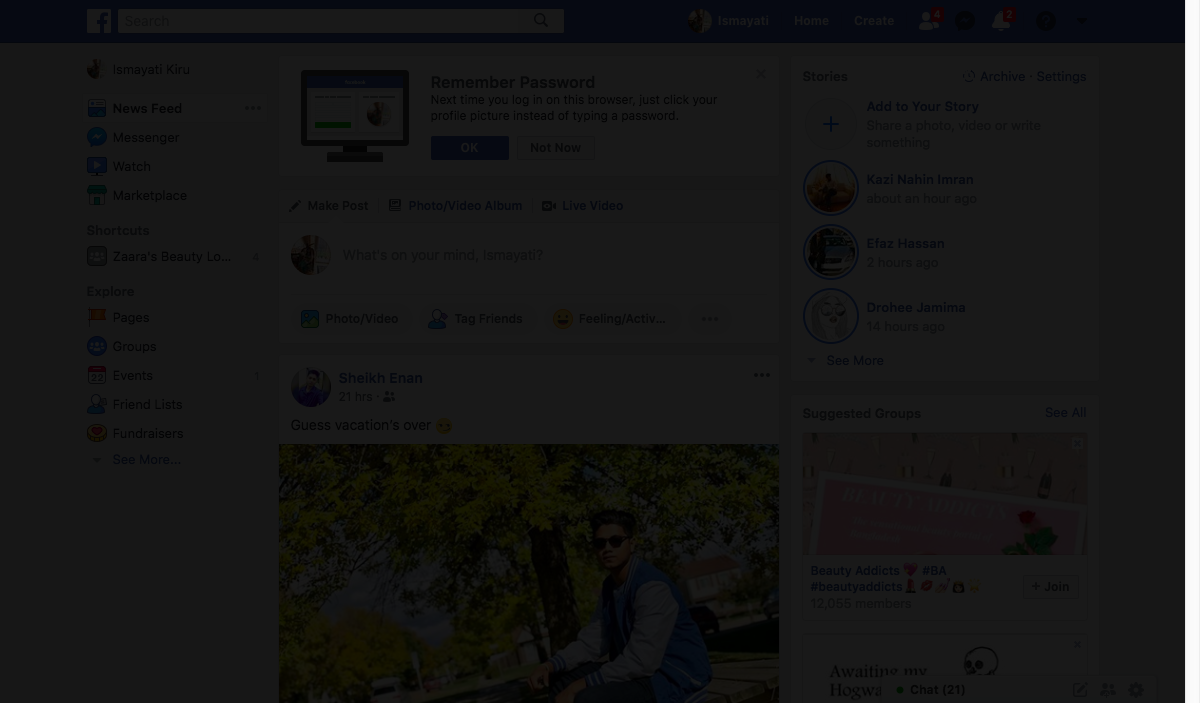 Search
Ismayati
Home
Create
4
2
Ismayati Kiru
News Feed
Messenger
Watch
Marketplace
Shortcuts
Zaara's Beauty Lo... 4
Explore
Pages
Groups
Events 1
Friend Lists
Fundraisers
See More...
Remember Password
Next time you log in on this browser, just click your
profile picture instead of typing a password.
OK
Not Now
Make Post
Photo/Video Album
Live Video
What's on your mind, Ismayati?
Photo/Video
Tag Friends
Feeling/Activ...
Sheikh Enan
21 hrs ·
Guess vacation's over
Stories
Archive · Settings
Add to Your Story
Share a photo, video or write
something
Kazi Nahin Imran
about an hour ago
Efaz Hassan
2 hours ago
Drohee Jamima
14 hours ago
See More
Suggested Groups
See All
BEAUTY ADDICTS
Beauty Addicts #BA
#beautyaddicts
+ Join
12,055 members
Awaiting my
Hogwa
Chat (21)